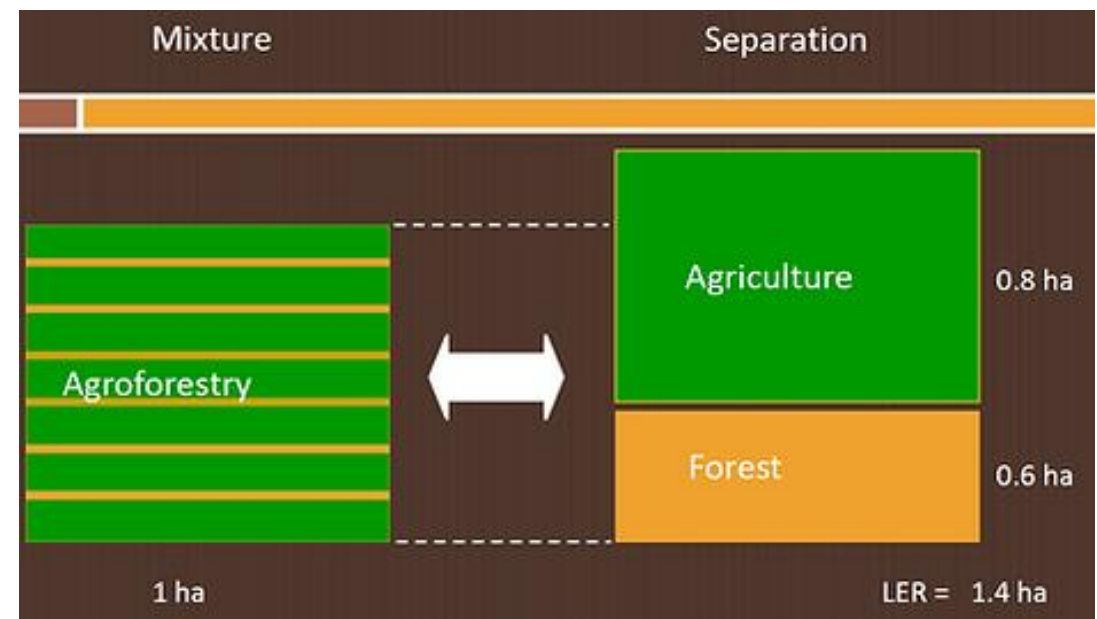 Mixture
Separation
Agroforestry
Agriculture
0.8 ha
Forest
0.6 ha
1 ha
LER = 1.4 ha